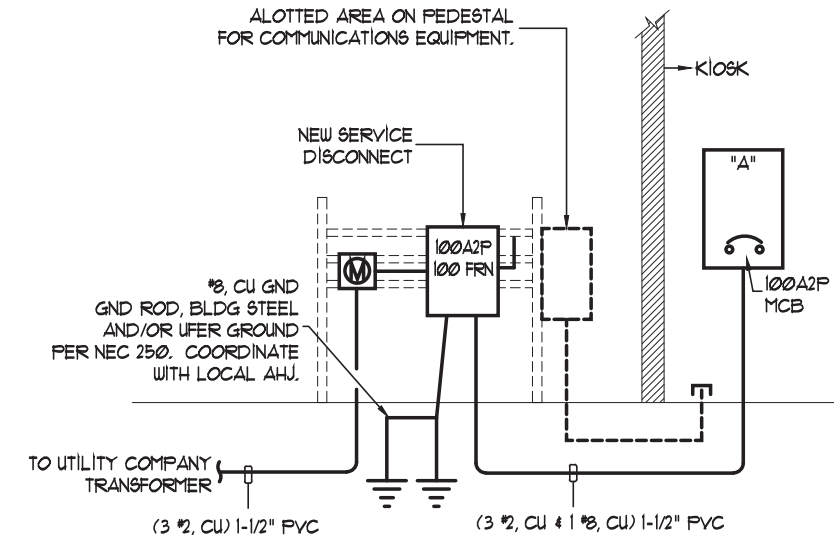 ALOTTED AREA ON PEDESTAL
FOR COMMUNICATIONS EQUIPMENT.
KIOSK
NEW SERVICE
DISCONNECT
"A"
100A2P
100 FRN
M
100A2P
MCB
#8, CU GND
GND ROD, BLDG STEEL
AND/OR UFER GROUND
PER NEC 250. COORDINATE
WITH LOCAL AHJ.
TO UTILITY COMPANY
TRANSFORMER
(3 #2, CU) 1-1/2" PVC
(3 #2, CU & 1 #8, CU) 1-1/2" PVC